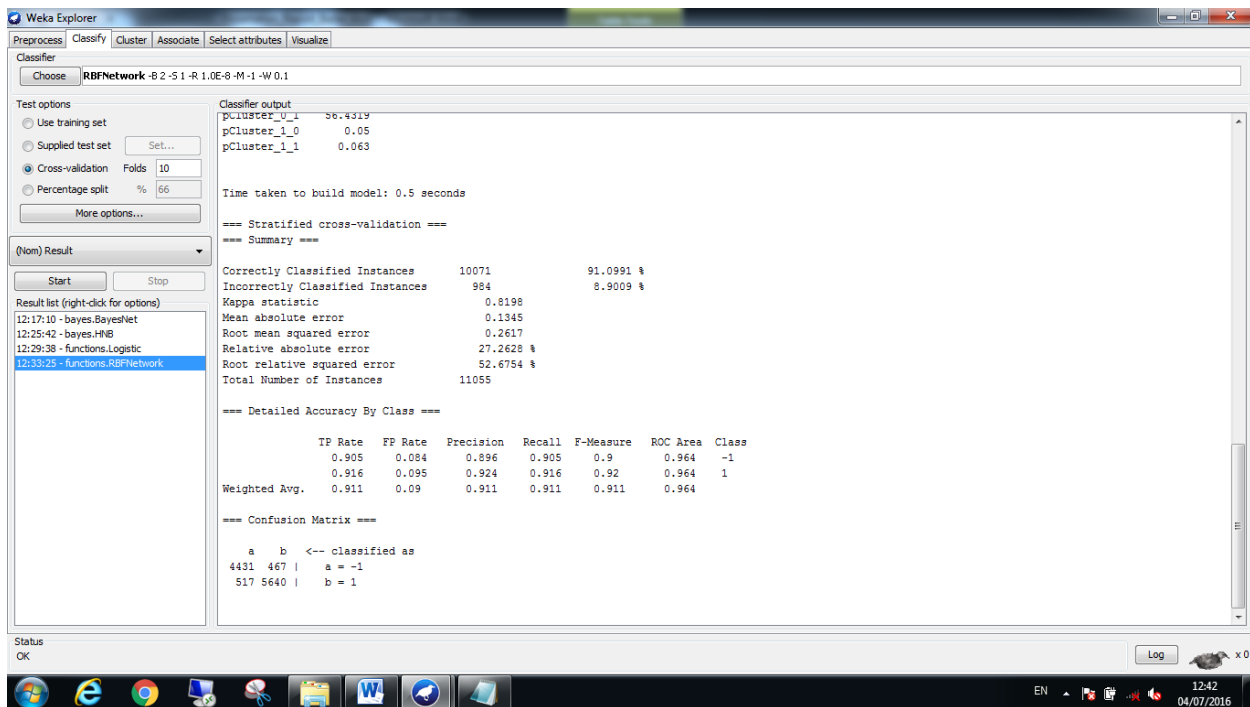 Weka Explorer
Preprocess Classify Cluster Associate Select attributes Visualize
Classifier
Choose RBFNetwork -B 2 -S 1 -R 1.0E-8 -M -1 -W 0.1
Test options
Use training set
Supplied test set Set...
Cross-validation Folds 10
Percentage split % 66
More options...
(Nom) Result
Start Stop
Result list (right-click for options)
12:17:10 - bayes.BayesNet
12:25:42 - bayes.HNB
12:29:38 - functions.Logistic
12:33:25 - functions.RBFNetwork
Classifier output
pCluster_0_1 56.4319
pCluster_1_0 0.05
pCluster_1_1 0.063
Time taken to build model: 0.5 seconds
=== Stratified cross-validation ===
=== Summary ===
Correctly Classified Instances 10071 91.0991 %
Incorrectly Classified Instances 984 8.9009 %
Kappa statistic 0.8198
Mean absolute error 0.1345
Root mean squared error 0.2617
Relative absolute error 27.2628 %
Root relative squared error 52.6754 %
Total Number of Instances 11055
=== Detailed Accuracy By Class ===
TP Rate FP Rate Precision Recall F-Measure ROC Area Class
0.905 0.084 0.896 0.905 0.9 0.964 -1
0.916 0.095 0.924 0.916 0.92 0.964 1
Weighted Avg. 0.911 0.09 0.911 0.911 0.911 0.964
=== Confusion Matrix ===
a b <-- classified as
4431 467 | a = -1
517 5640 | b = 1
Status
OK
Log x 0
EN 12:42
04/07/2016